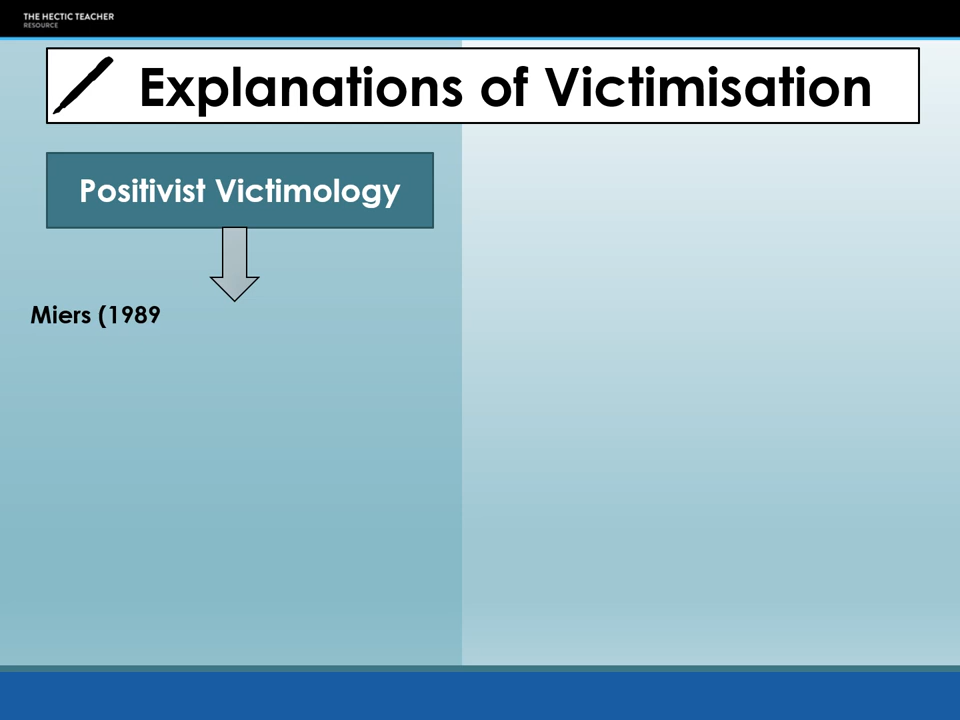 THE HECTIC TEACHER
RESOURCE
Explanations of Victimisation
Positivist Victimology
Miers (1989